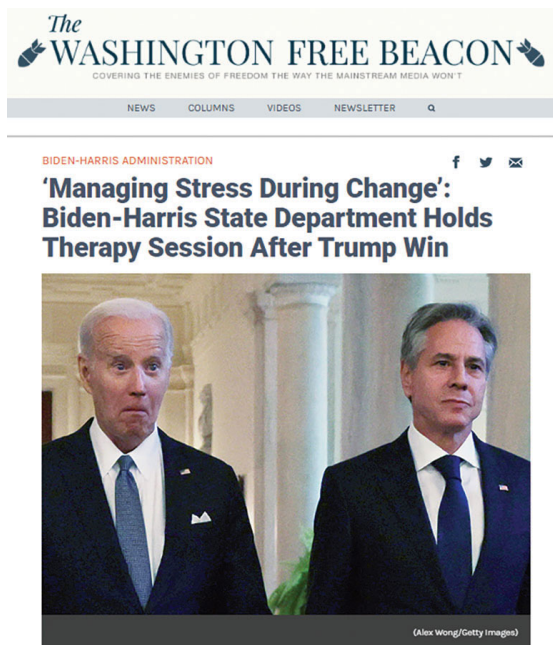 The
WASHINGTON FREE BEACON
COVERING THE ENEMIES OF FREEDOM THE WAY THE MAINSTREAM MEDIA WON'T
NEWS COLUMNS VIDEOS NEWSLETTER
BIDEN-HARRIS ADMINISTRATION
‘Managing Stress During Change’:
Biden-Harris State Department Holds
Therapy Session After Trump Win
(Alex Wong/Getty Images)